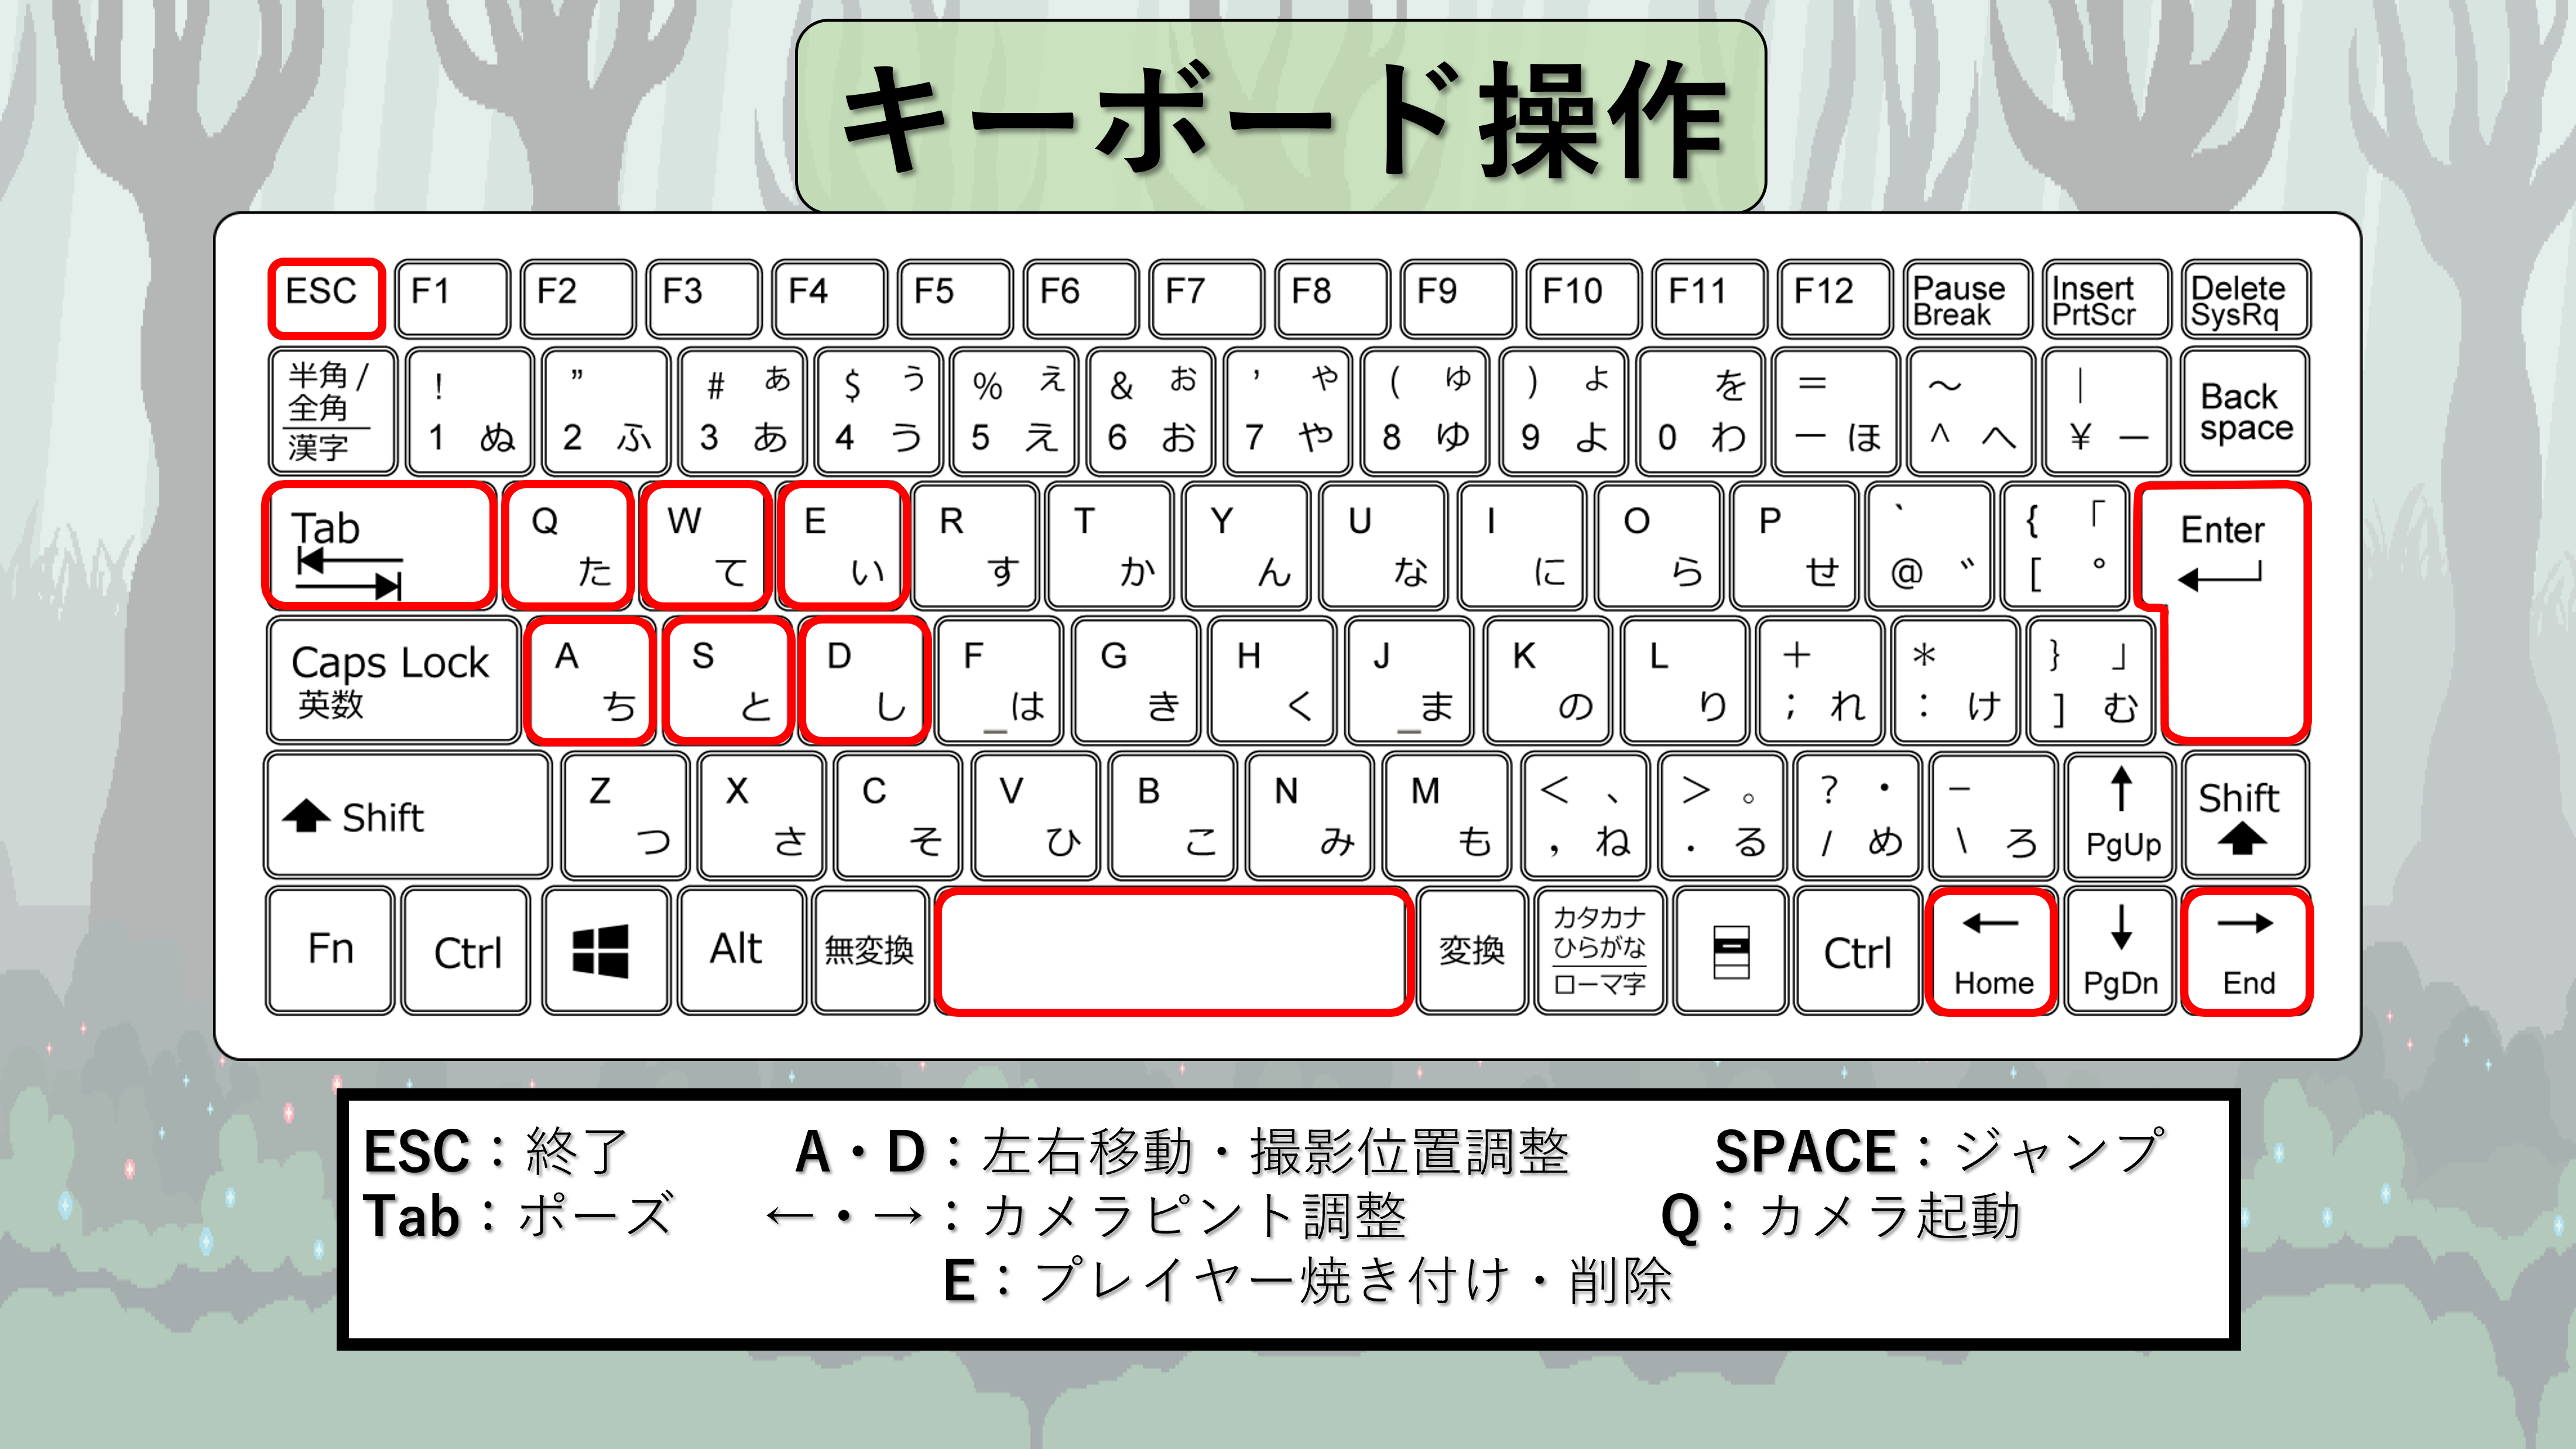 キーボード操作
ESC F1 F2 F3 F4 F5 F6 F7 F8 F9 F10 F11 F12 Pause Break Insert PrtScr Delete SysRq
半角/全角 漢字 ! 1 ぬ ” 2 ふ # ぁ 3 あ $ ぅ 4 う % ぇ 5 え & ぉ 6 お ’ ゃ 7 や ( ゅ 8 ゆ ) ょ 9 よ を 0 わ = ー ほ ～ ^ へ | ¥ ー Back space
Tab Q た W て E い R す T か Y ん U な I に O ら P せ ` @ ゛ { 「 [ ° Enter
Caps Lock 英数 A ち S と D し F は G き H く J ま K の L り + ; れ * : け } 」 ] む
Shift Z つ X さ C そ V ひ B こ N み M も < 、 , ね > 。 . る ? ・ / め _ \ ろ ↑ PgUp Shift
Fn Ctrl Alt 無変換 変換 カタカナ ひらがな ローマ字 Ctrl ← Home ↓ PgDn → End
ESC：終了 A・D：左右移動・撮影位置調整 SPACE：ジャンプ
Tab：ポーズ ←・→：カメラピント調整 Q：カメラ起動
E：プレイヤー焼き付け・削除